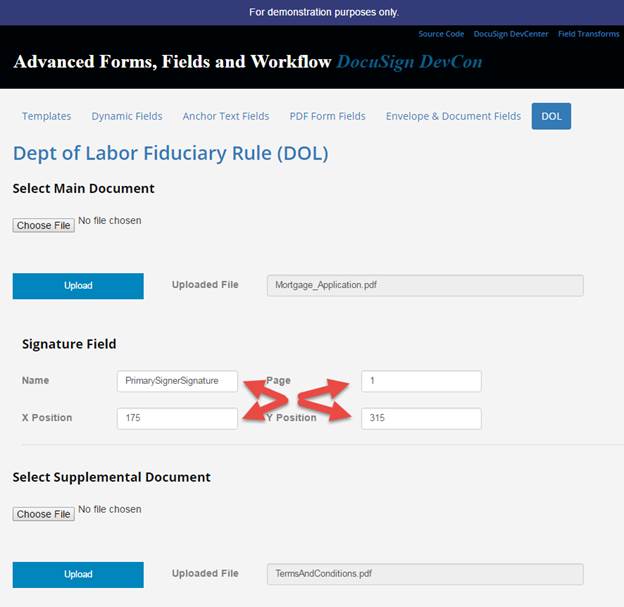 For demonstration purposes only.
Source Code DocuSign DevCenter Field Transforms
Advanced Forms, Fields and Workflow DocuSign DevCon
Templates Dynamic Fields Anchor Text Fields PDF Form Fields Envelope & Document Fields DOL
Dept of Labor Fiduciary Rule (DOL)
Select Main Document
Choose File No file chosen
Upload Uploaded File Mortgage_Application.pdf
Signature Field
Name PrimarySignerSignature Page 1
X Position 175 Y Position 315
Select Supplemental Document
Choose File No file chosen
Upload Uploaded File TermsAndConditions.pdf